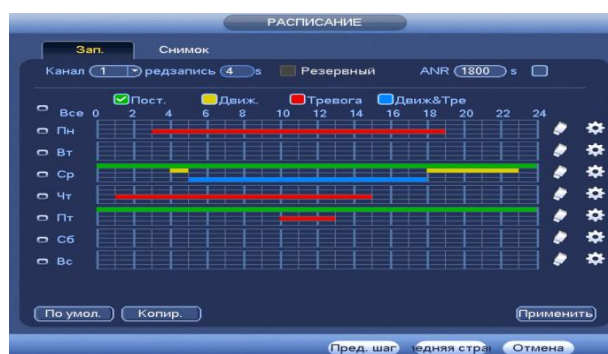 РАСПИСАНИЕ
Зап. Снимок
Канал 1 редзапись 4 s Резервный ANR 1800 s
Пост. Движ. Тревога Движ&Тре
Все 0 2 4 6 8 10 12 14 16 18 20 22 24
Пн
Вт
Ср
Чт
Пт
Сб
Вс
По умол. Копир. Применить
Пред. шаг едняя стра Отмена